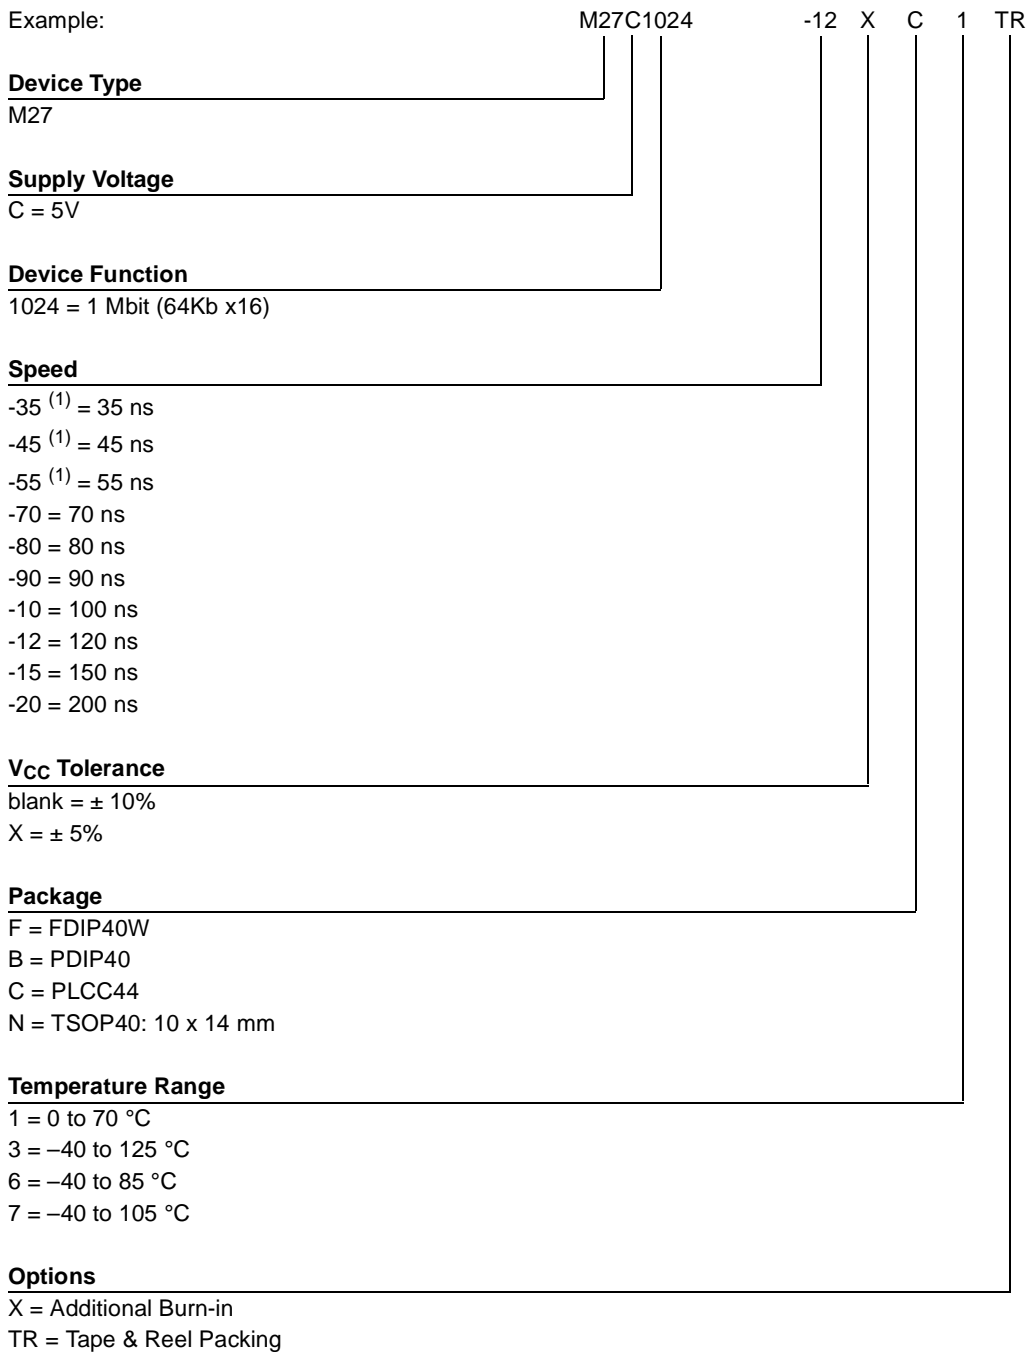 Example: M27C1024 -12 X C 1 TR
Device Type
M27
Supply Voltage
C = 5V
Device Function
1024 = 1 Mbit (64Kb x16)
Speed
-35 (1) = 35 ns
-45 (1) = 45 ns
-55 (1) = 55 ns
-70 = 70 ns
-80 = 80 ns
-90 = 90 ns
-10 = 100 ns
-12 = 120 ns
-15 = 150 ns
-20 = 200 ns
VCC Tolerance
blank = ± 10%
X = ± 5%
Package
F = FDIP40W
B = PDIP40
C = PLCC44
N = TSOP40: 10 x 14 mm
Temperature Range
1 = 0 to 70 °C
3 = –40 to 125 °C
6 = –40 to 85 °C
7 = –40 to 105 °C
Options
X = Additional Burn-in
TR = Tape & Reel Packing